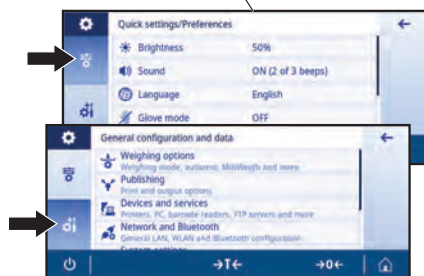 Quick settings/Preferences
Brightness 50%
Sound ON (2 of 3 beeps)
Language English
Glove mode OFF
General configuration and data
Weighing options
Weighing mode, autozero, MinWeigh and more
Publishing
Print and output options
Devices and services
Printers, PC, barcode readers, FTP servers and more
Network and Bluetooth
General LAN, WLAN and Bluetooth configuration
System settings
→T← →0←